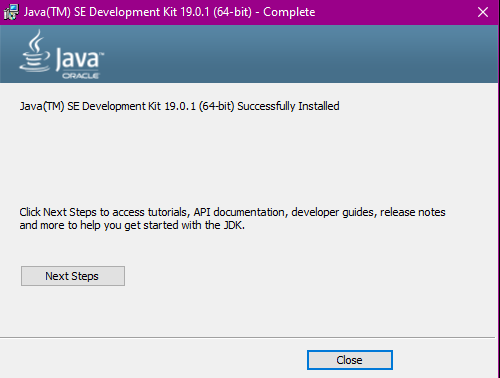 Java(TM) SE Development Kit 19.0.1 (64-bit) - Complete
Java™
ORACLE
Java(TM) SE Development Kit 19.0.1 (64-bit) Successfully Installed
Click Next Steps to access tutorials, API documentation, developer guides, release notes
and more to help you get started with the JDK.
Next Steps
Close